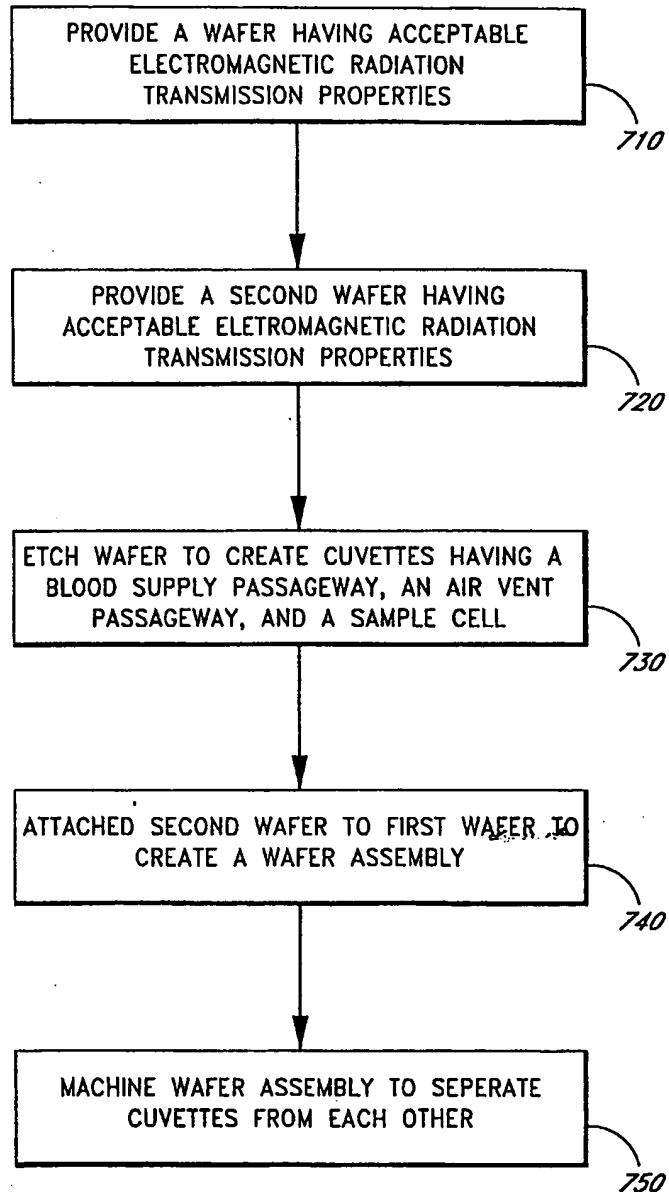 PROVIDE A WAFER HAVING ACCEPTABLE
ELECTROMAGNETIC RADIATION
TRANSMISSION PROPERTIES
710
PROVIDE A SECOND WAFER HAVING
ACCEPTABLE ELETROMAGNETIC RADIATION
TRANSMISSION PROPERTIES
720
ETCH WAFER TO CREATE CUVETTES HAVING A
BLOOD SUPPLY PASSAGEWAY, AN AIR VENT
PASSAGEWAY, AND A SAMPLE CELL
730
ATTACHED SECOND WAFER TO FIRST WAFER TO
CREATE A WAFER ASSEMBLY
740
MACHINE WAFER ASSEMBLY TO SEPERATE
CUVETTES FROM EACH OTHER
750